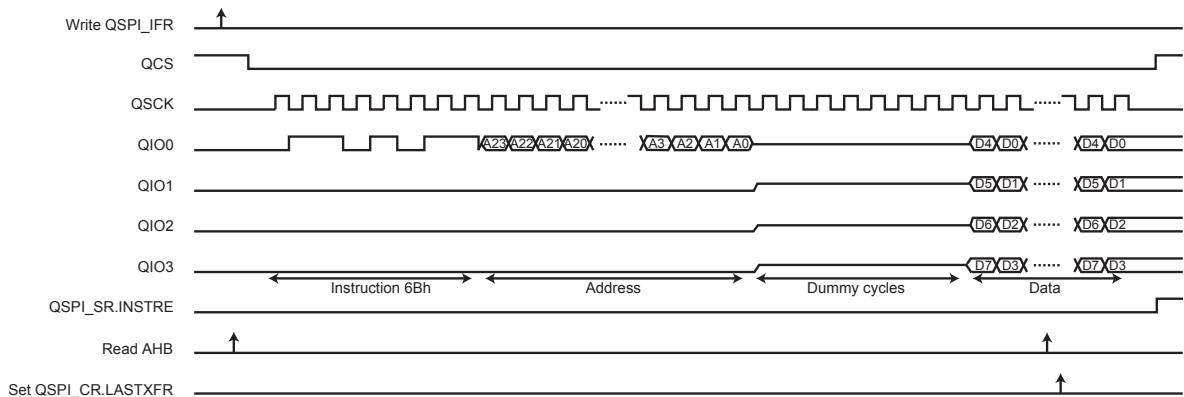 Write QSPI_IFR
QCS
QSCK
QIO0 A23 A22 A21 A20 ...... A3 A2 A1 A0 D4 D0 ...... D4 D0
QIO1 D5 D1 ...... D5 D1
QIO2 D6 D2 ...... D6 D2
QIO3 D7 D3 ...... D7 D3
Instruction 6Bh Address Dummy cycles Data
QSPI_SR.INSTRE
Read AHB
Set QSPI_CR.LASTXFR